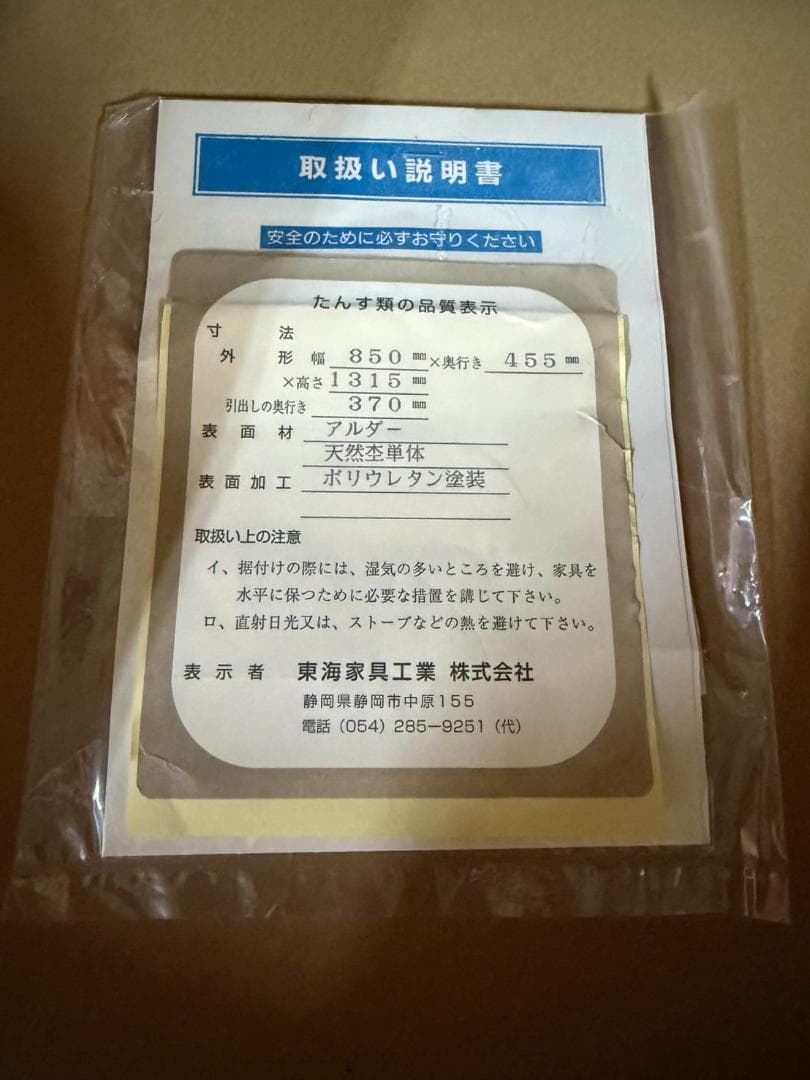 取扱い説明書
安全のために必ずお守りください
たんす類の品質表示
寸法
外形 幅 850 ㎜ ×奥行き 455 ㎜
×高さ 1315 ㎜
引出しの奥行き 370 ㎜
表面材 アルダー
天然杢単体
表面加工 ポリウレタン塗装
取扱い上の注意
イ、据付けの際には、湿気の多いところを避け、家具を
水平に保つために必要な措置を講じて下さい。
ロ、直射日光又は、ストーブなどの熱を避けて下さい。
表示者 東海家具工業 株式会社
静岡県静岡市中原155
電話（054）285―9251（代）